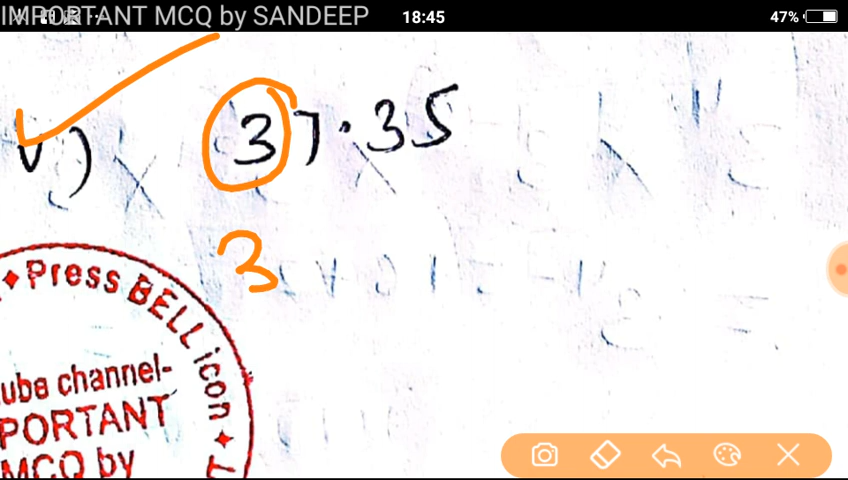 IMPORTANT MCQ by SANDEEP
18:45
47%
v) 37.35
3
Press BELL icon
ube channel-
PORTANT
MCQ by